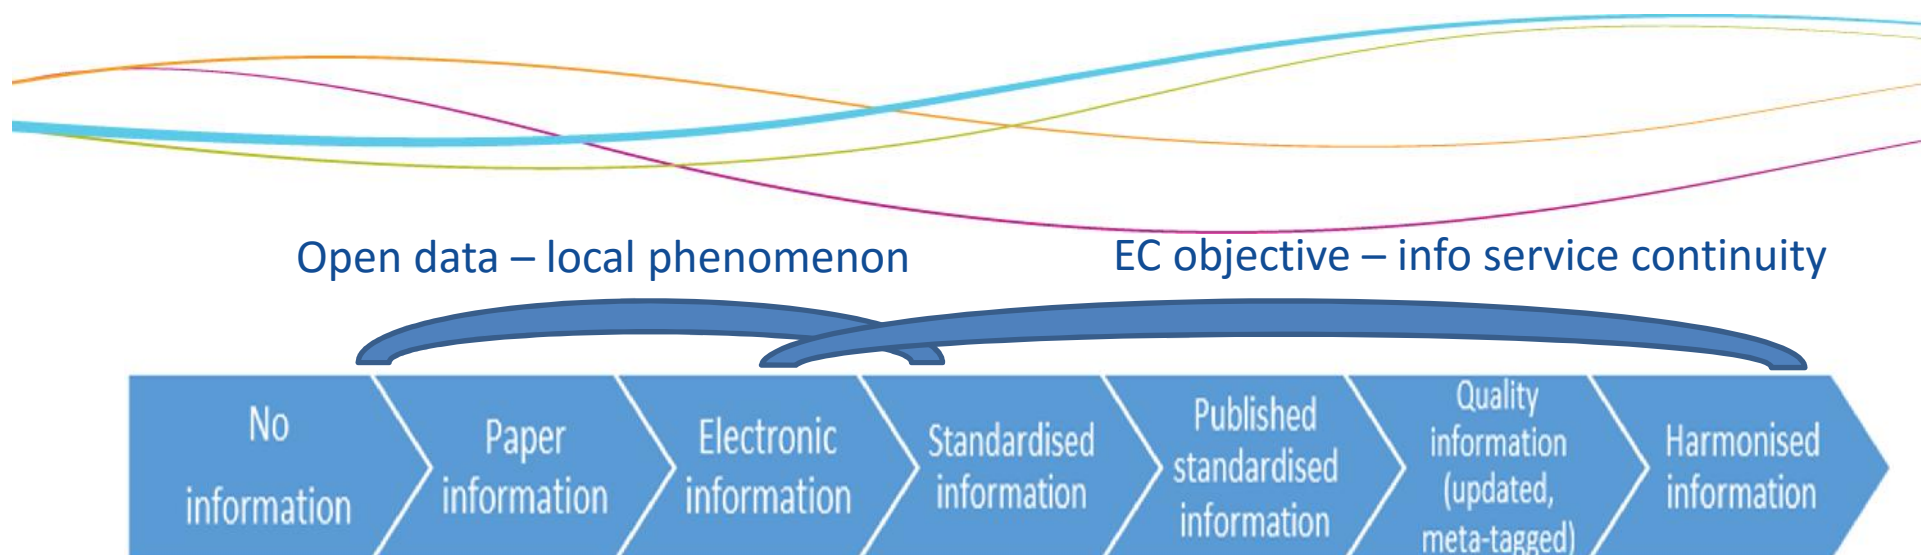 Open data – local phenomenon
EC objective – info service continuity
No
information
Paper
information
Electronic
information
Standardised
information
Published
standardised
information
Quality
information
(updated,
meta-tagged)
Harmonised
information